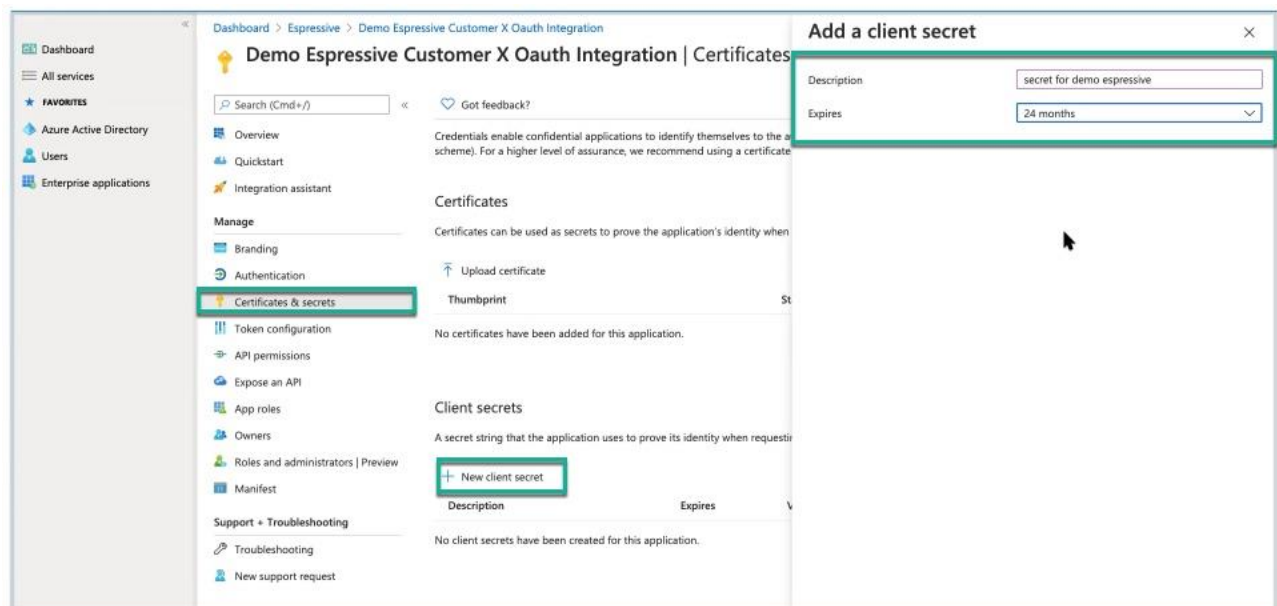 Dashboard
All services
FAVORITES
Azure Active Directory
Users
Enterprise applications
Dashboard > Espressive > Demo Espressive Customer X Oauth Integration
Demo Espressive Customer X Oauth Integration | Certificates
Search (Cmd+/)
Overview
Quickstart
Integration assistant
Manage
Branding
Authentication
Certificates & secrets
Token configuration
API permissions
Expose an API
App roles
Owners
Roles and administrators | Preview
Manifest
Support + Troubleshooting
Troubleshooting
New support request
Got feedback?
Credentials enable confidential applications to identify themselves to the a
scheme). For a higher level of assurance, we recommend using a certificate
Certificates
Certificates can be used as secrets to prove the application's identity when
Upload certificate
Thumbprint St
No certificates have been added for this application.
Client secrets
A secret string that the application uses to prove its identity when requesti
New client secret
Description Expires V
No client secrets have been created for this application.
Add a client secret
Description secret for demo espressive
Expires 24 months